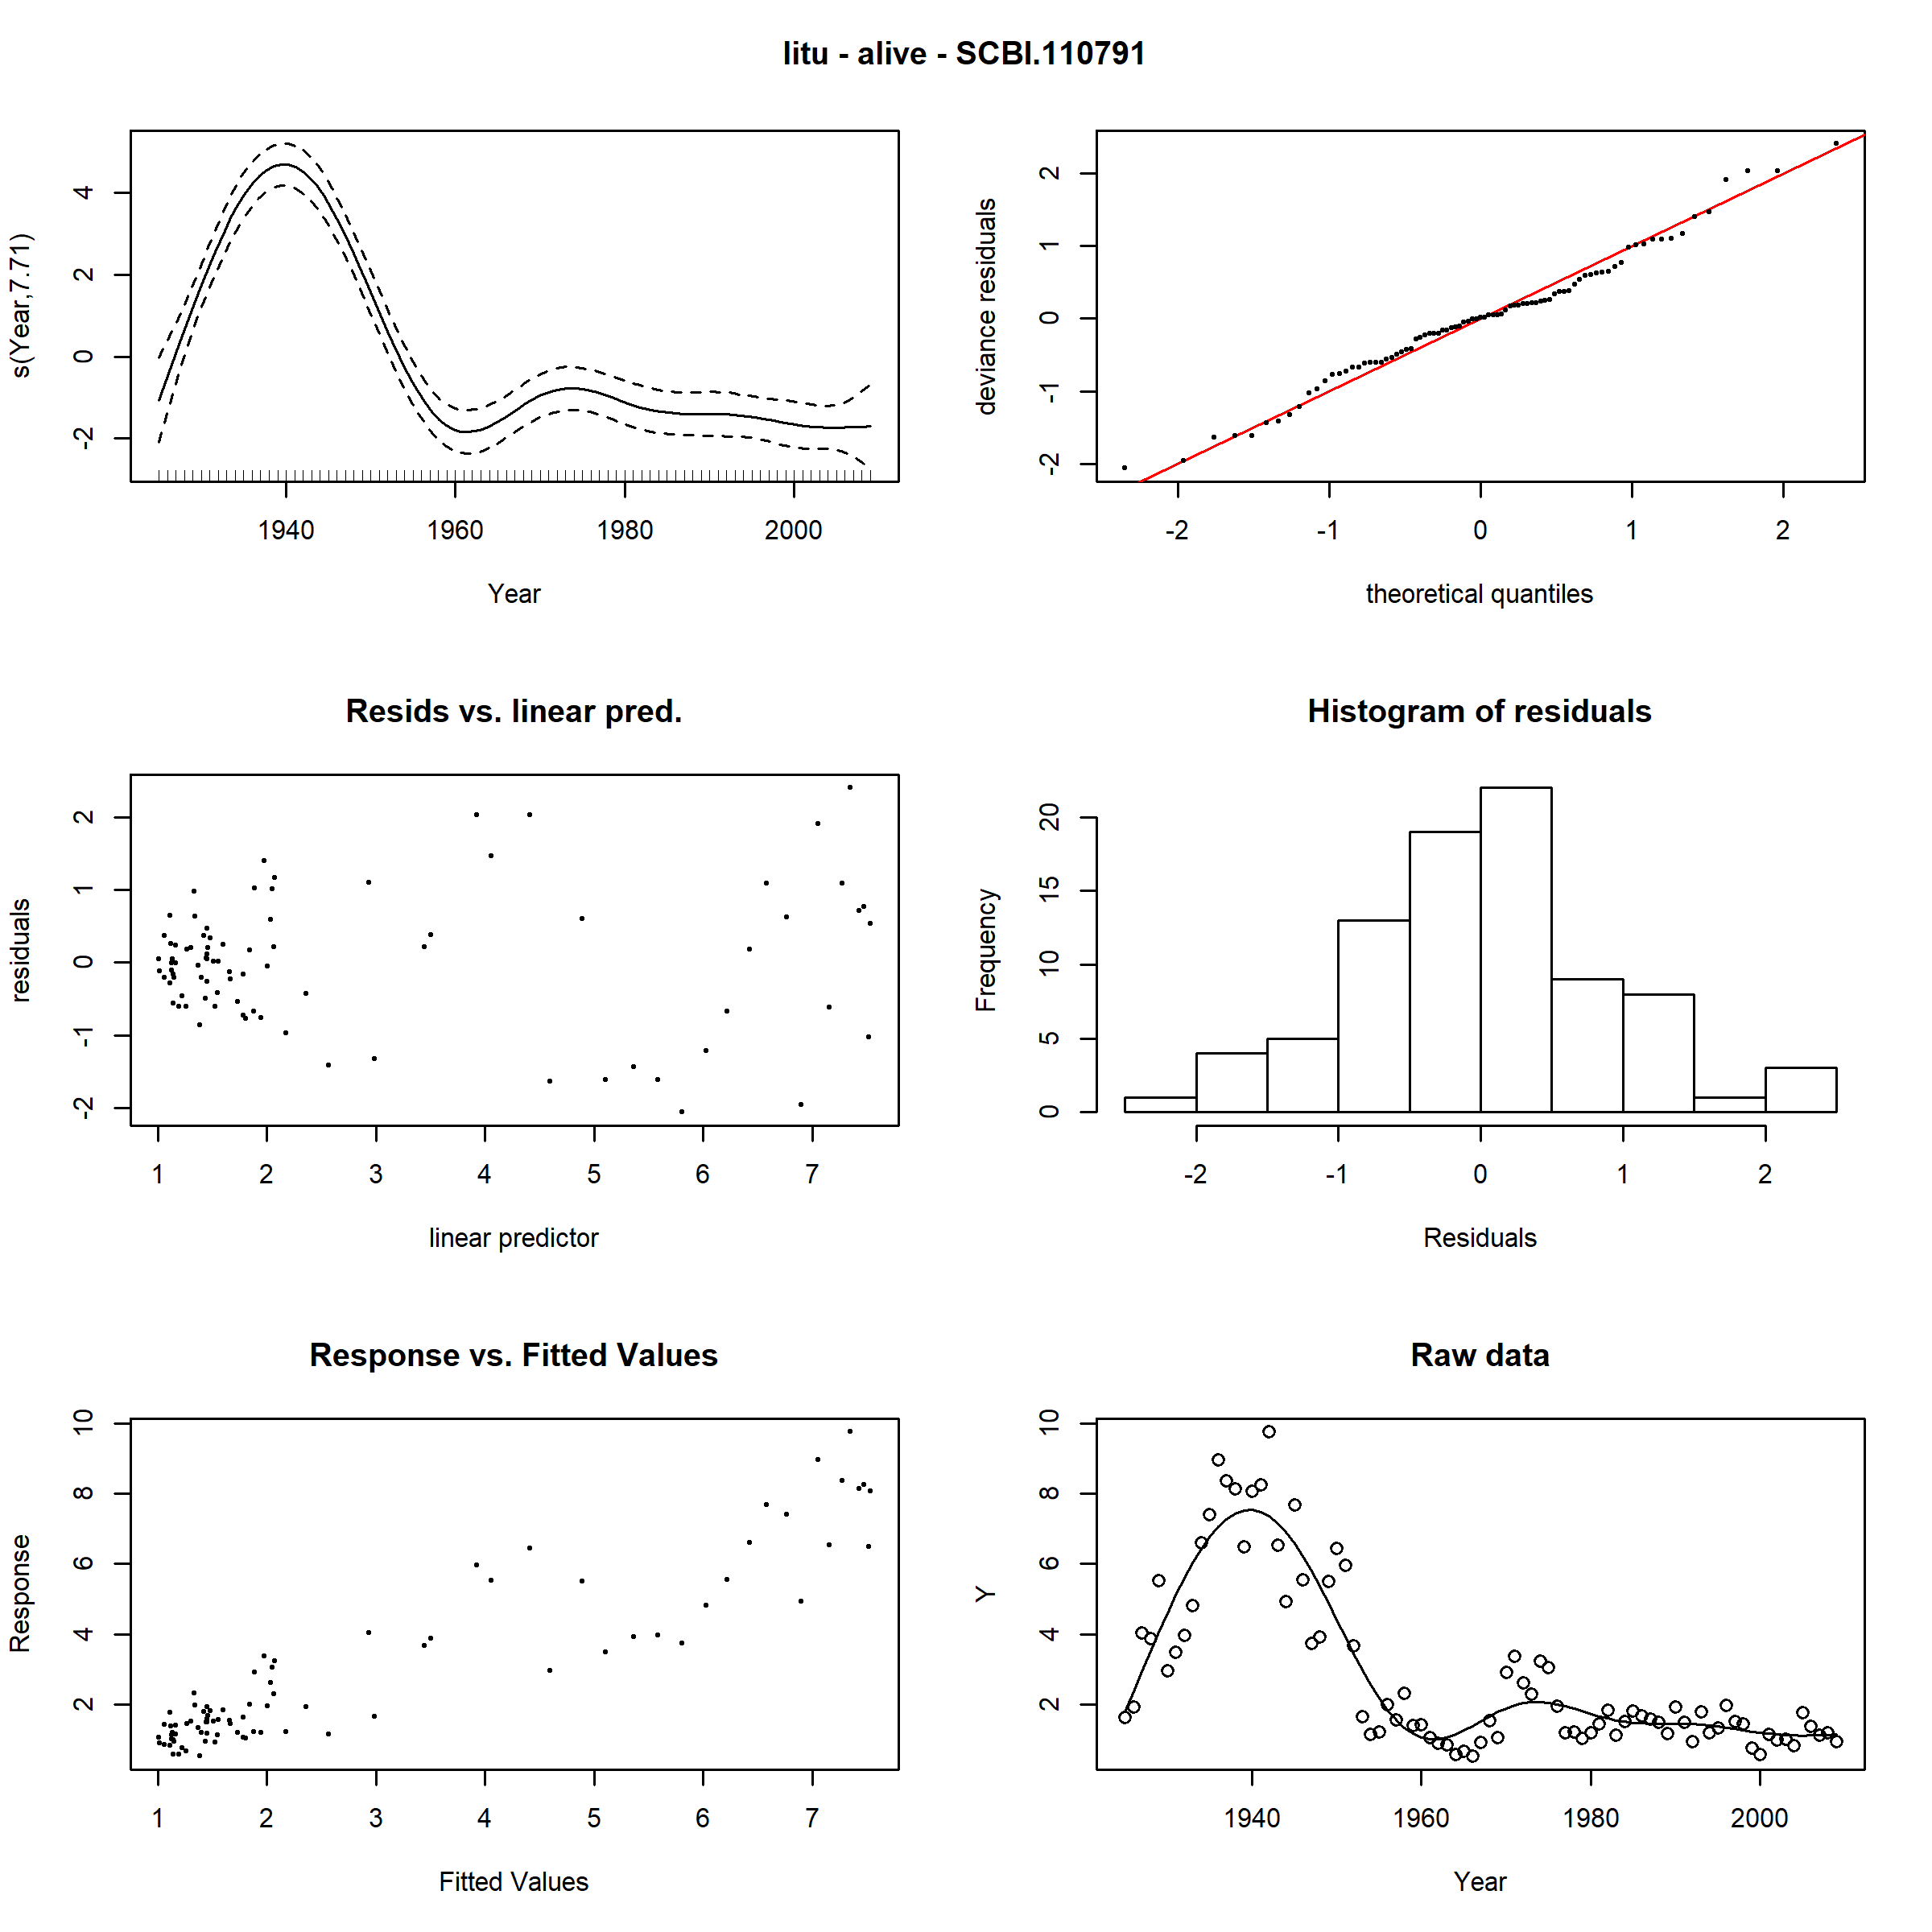 litu - alive - SCBI.110791
s(Year,7.71)
4
2
0
-2
1940 1960 1980 2000
Year
deviance residuals
2
1
0
-1
-2
-2 -1 0 1 2
theoretical quantiles
Resids vs. linear pred.
residuals
2
1
0
-1
-2
1 2 3 4 5 6 7
linear predictor
Histogram of residuals
Frequency
20
15
10
5
0
-2 -1 0 1 2
Residuals
Response vs. Fitted Values
Response
10
8
6
4
2
1 2 3 4 5 6 7
Fitted Values
Raw data
Y
10
8
6
4
2
1940 1960 1980 2000
Year